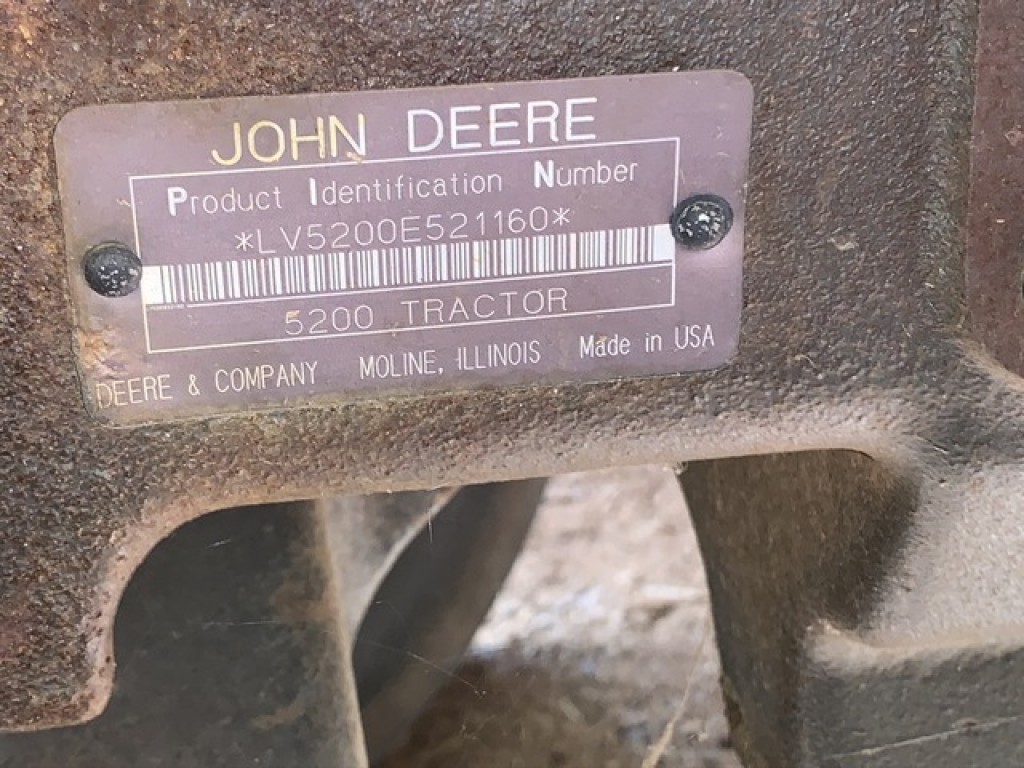 JOHN DEERE
Product Identification Number
*LV5200E521160*
5200 TRACTOR
DEERE & COMPANY MOLINE, ILLINOIS Made in USA